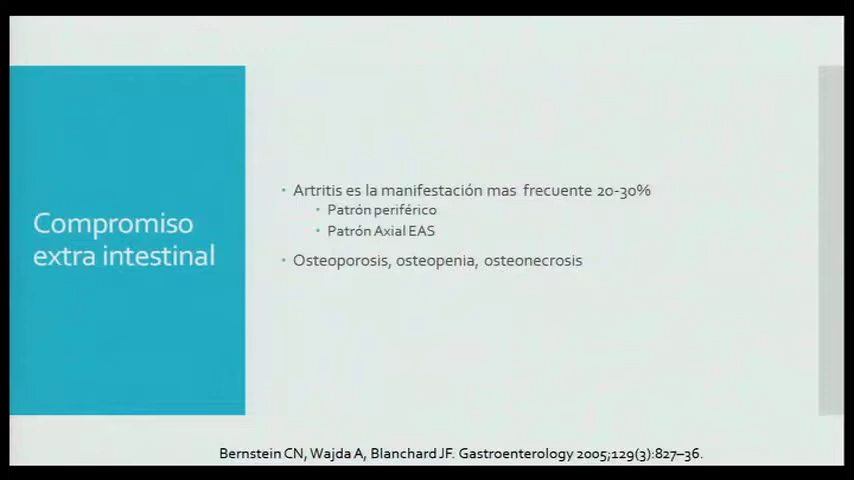 Compromiso
extra intestinal
• Artritis es la manifestación mas frecuente 20-30%
• Patrón periférico
• Patrón Axial EAS
• Osteoporosis, osteopenia, osteonecrosis
Bernstein CN, Wajda A, Blanchard JF. Gastroenterology 2005;129(3):827–36.